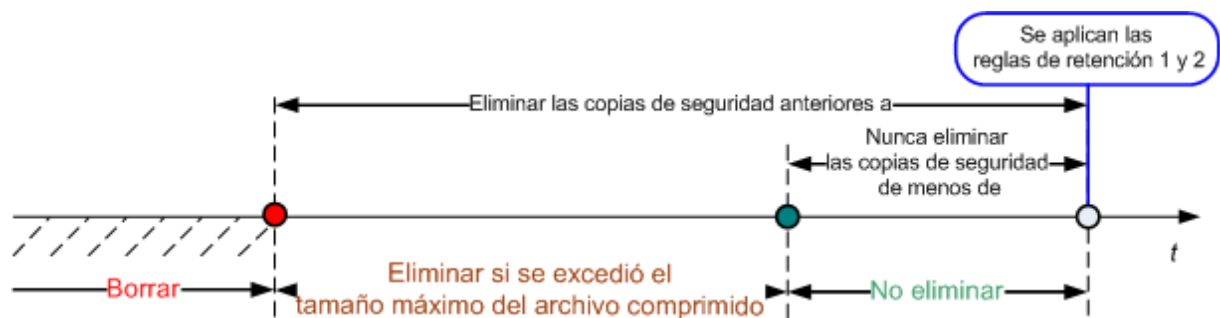 Se aplican las
reglas de retención 1 y 2
Eliminar las copias de seguridad anteriores a
Nunca eliminar
las copias de seguridad
de menos de
t
Borrar
Eliminar si se excedió el
tamaño máximo del archivo comprimido
No eliminar